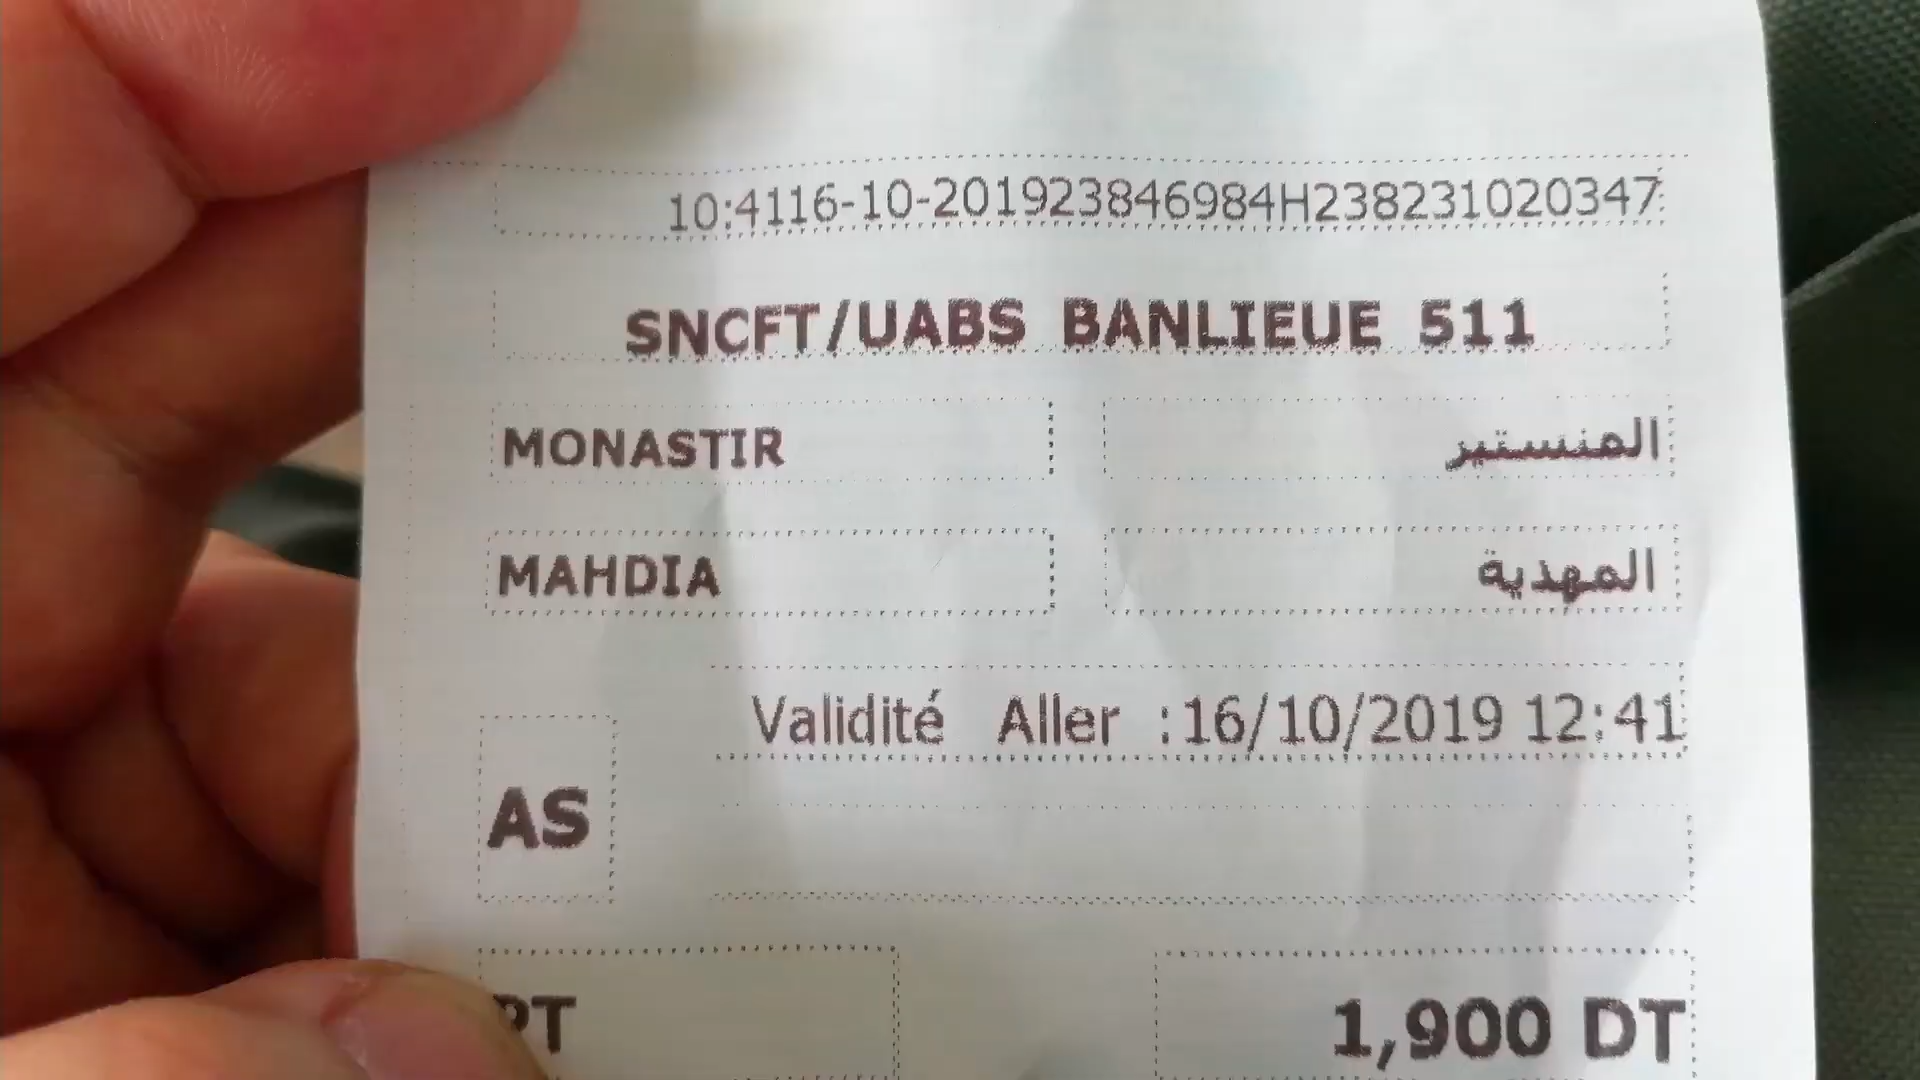 10:4116-10-201923846984H238231020347
SNCFT/UABS BANLIEUE 511
MONASTIR المنستير
MAHDIA المهدية
Validité Aller :16/10/2019 12:41
AS
PT 1,900 DT